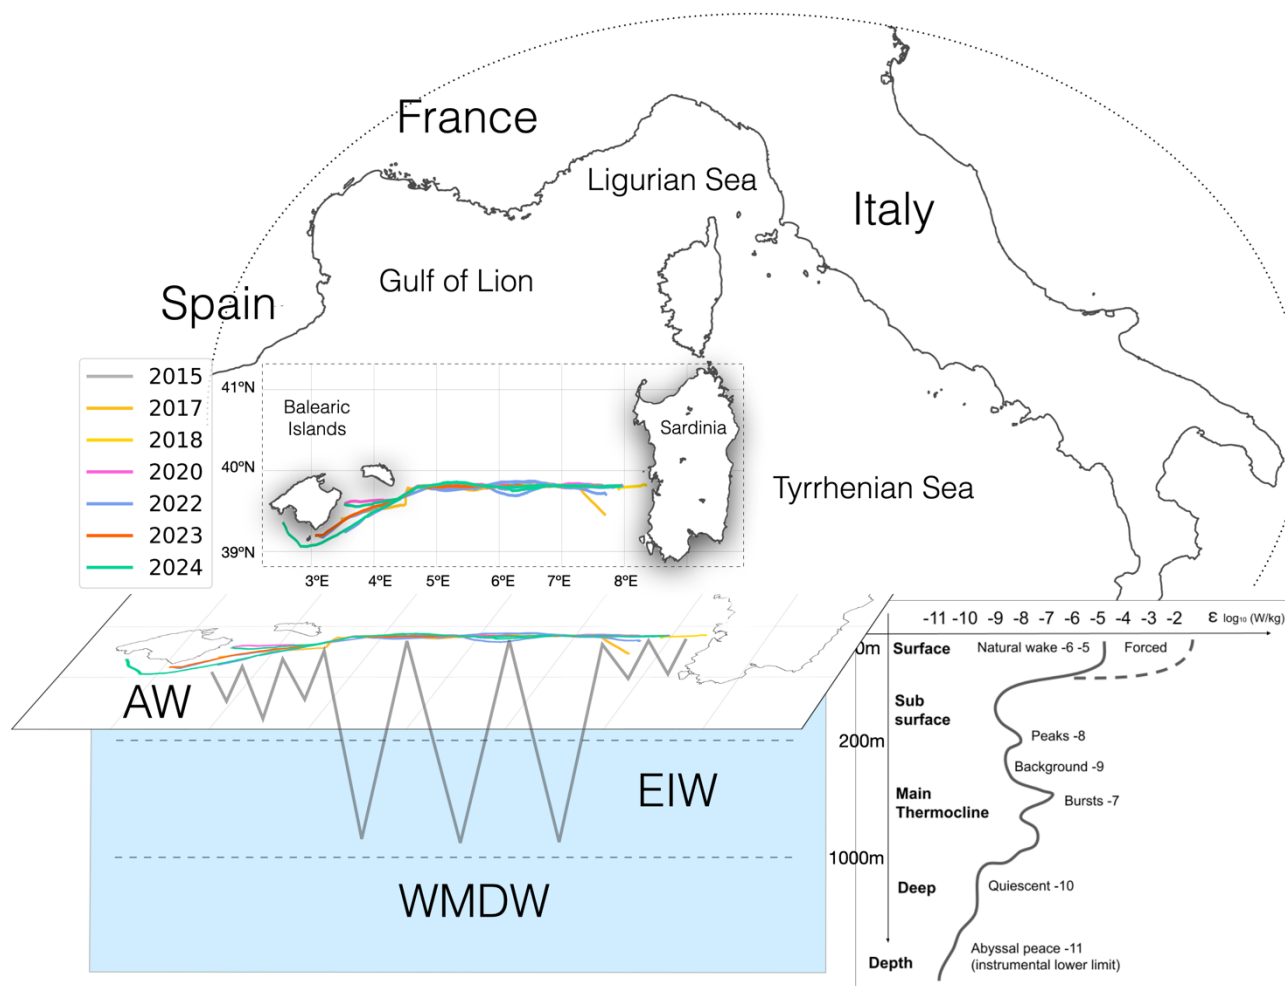 France
Ligurian Sea
Italy
Gulf of Lion
Spain
2015
2017
2018
2020
2022
2023
2024
41ºN
40ºN
39ºN
Balearic
Islands
Sardinia
3ºE 4ºE 5ºE 6ºE 7ºE 8ºE
Tyrrhenian Sea
AW
EIW
WMDW
-11 -10 -9 -8 -7 -6 -5 -4 -3 -2 ε log₁₀ (W/kg)
0m
Surface
Natural wake -6 -5
Forced
Sub
surface
200m
Peaks -8
Background -9
Main
Thermocline
Bursts -7
1000m
Deep
Quiescent -10
Depth
Abyssal peace -11
(instrumental lower limit)